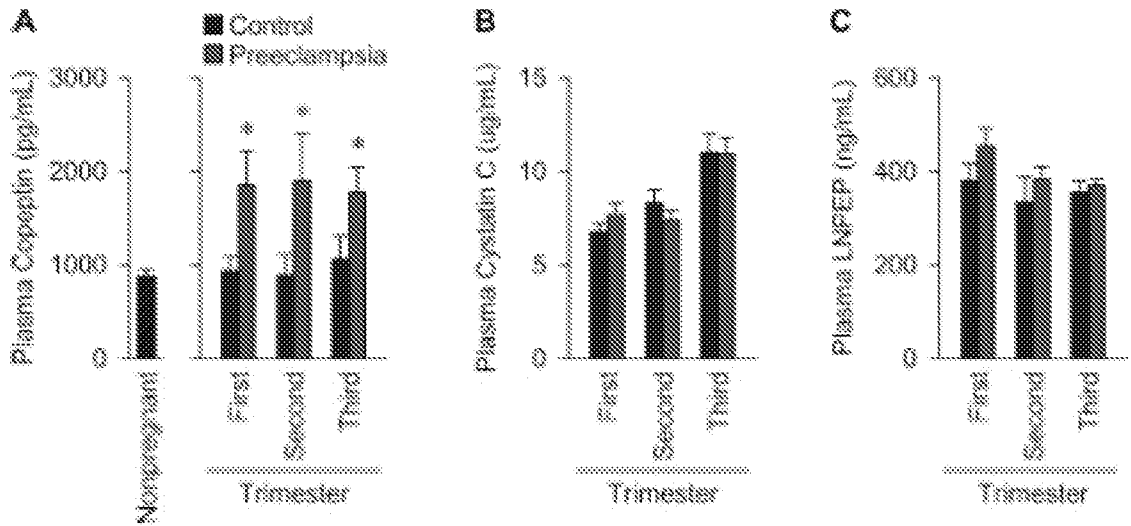 A
Control
Preeclampsia
Plasma Copeptin (pg/mL)
3000
2000
1000
0
*
*
*
Nonpregnant
First
Second
Third
Trimester
B
Plasma Cystatin C (ug/mL)
15
10
5
0
First
Second
Third
Trimester
C
Plasma LNPEP (ng/mL)
600
400
200
0
First
Second
Third
Trimester